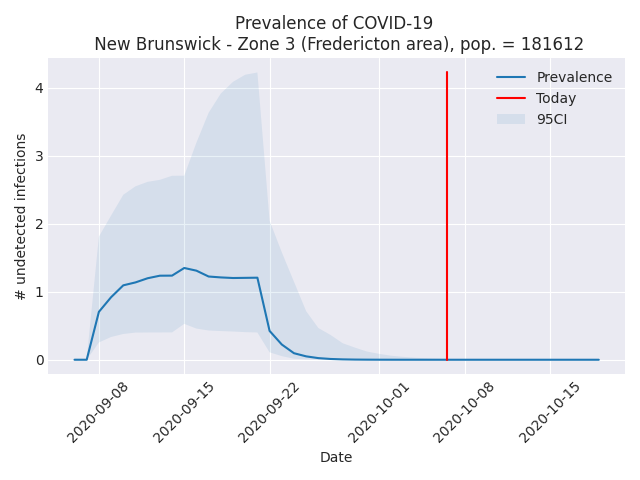 Prevalence of COVID-19
New Brunswick - Zone 3 (Fredericton area), pop. = 181612
Prevalence
Today
95CI
# undetected infections
4
3
2
1
0
2020-09-08
2020-09-15
2020-09-22
2020-10-01
2020-10-08
2020-10-15
Date